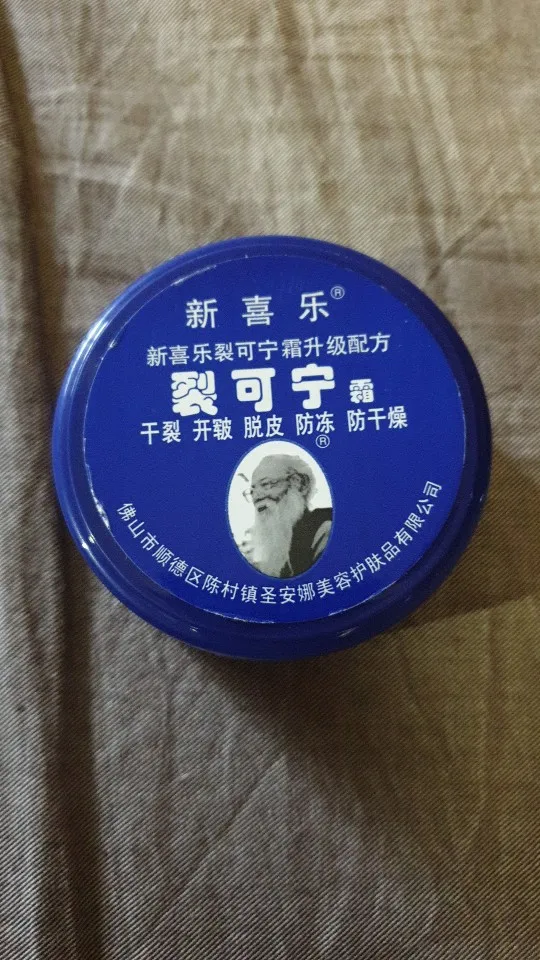 新喜乐®
新喜乐裂可宁霜升级配方
裂可宁霜
干裂 开皲 脱皮 防冻 防干燥
®
佛山市顺德区陈村镇圣安娜美容护肤品有限公司